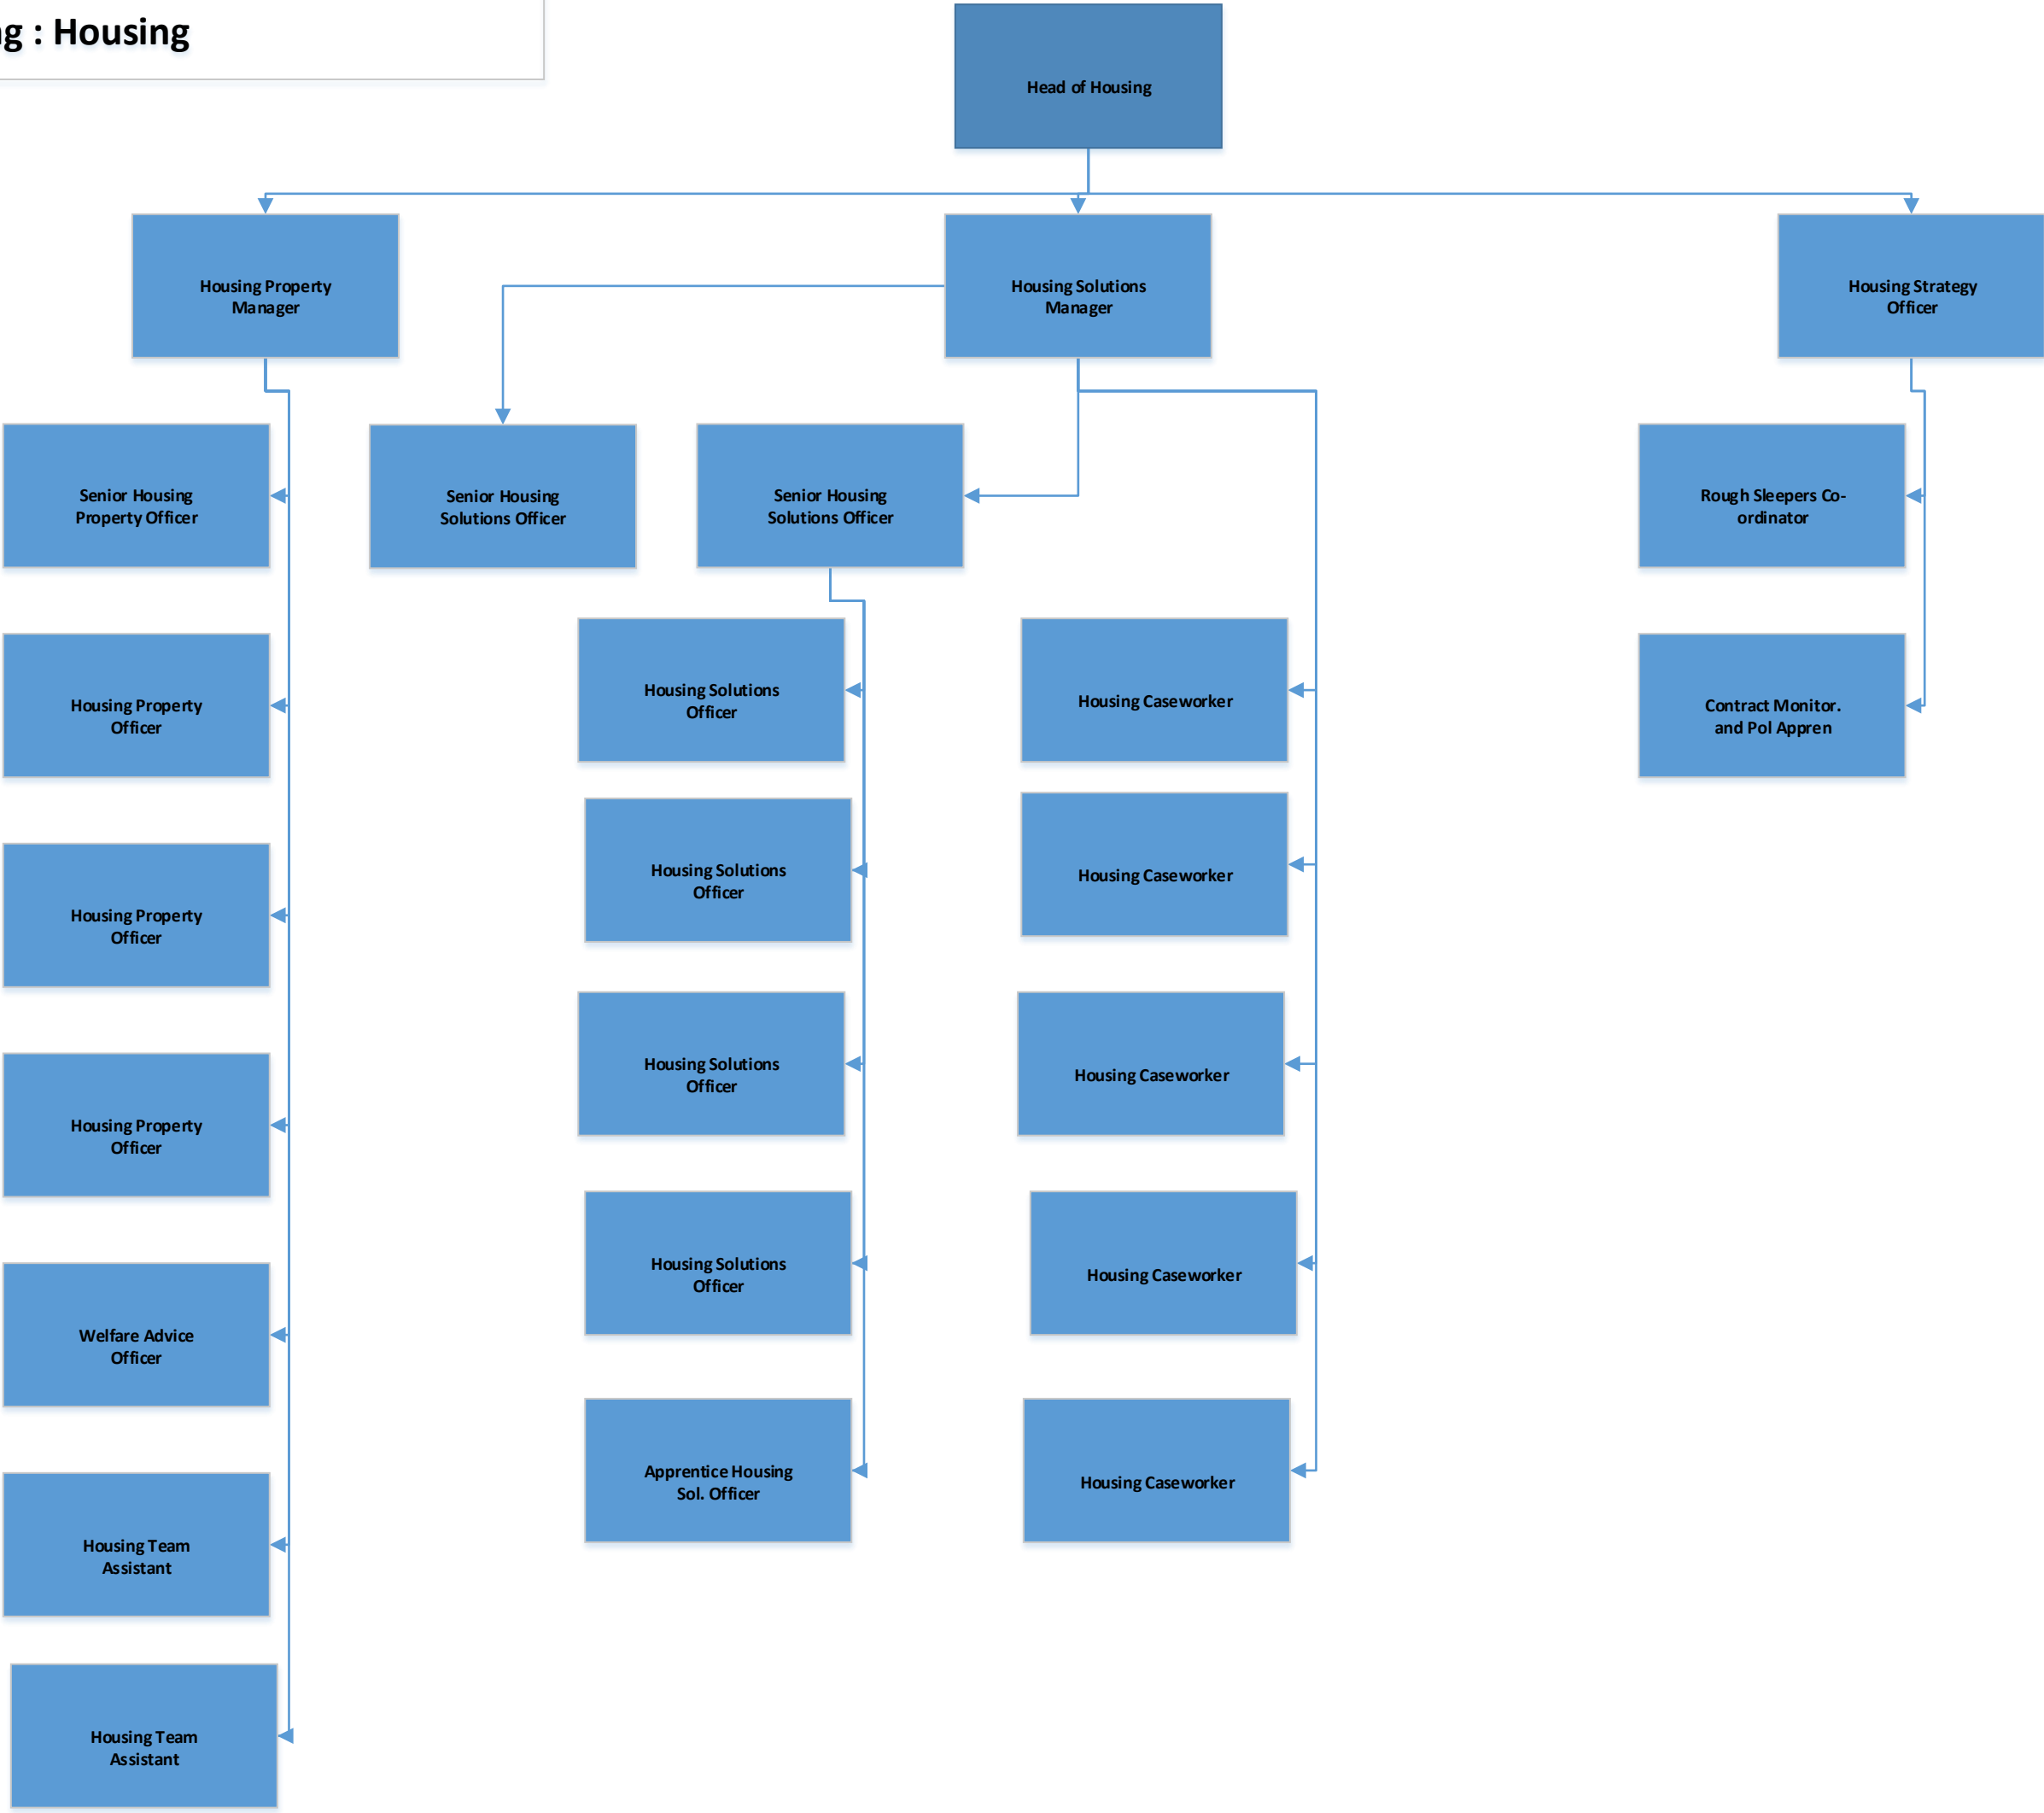 g : Housing
Head of Housing
Housing Property
Manager
Housing Solutions
Manager
Housing Strategy
Officer
Senior Housing
Property Officer
Senior Housing
Solutions Officer
Senior Housing
Solutions Officer
Rough Sleepers Co-
ordinator
Housing Property
Officer
Housing Solutions
Officer
Housing Caseworker
Contract Monitor.
and Pol Appren
Housing Property
Officer
Housing Solutions
Officer
Housing Caseworker
Housing Property
Officer
Housing Solutions
Officer
Housing Caseworker
Welfare Advice
Officer
Housing Solutions
Officer
Housing Caseworker
Housing Team
Assistant
Apprentice Housing
Sol. Officer
Housing Caseworker
Housing Team
Assistant